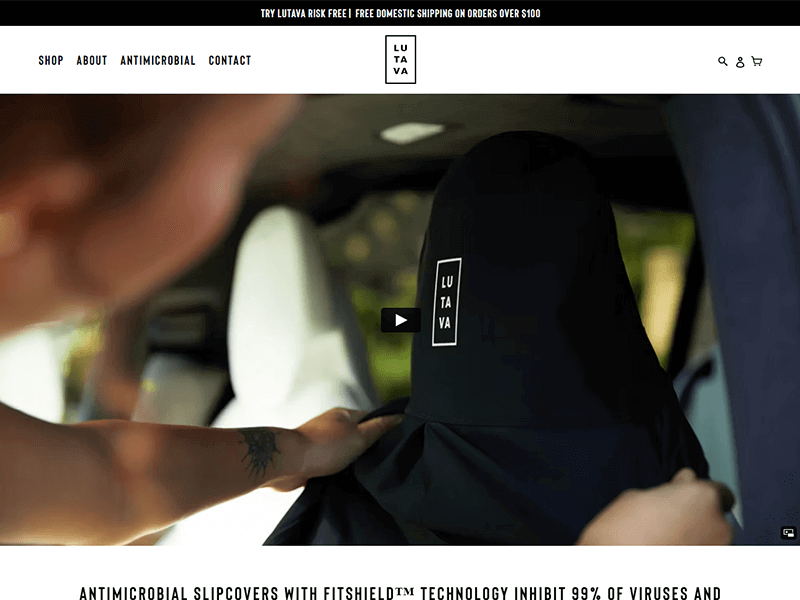 TRY LUTAVA RISK FREE | FREE DOMESTIC SHIPPING ON ORDERS OVER $100
SHOP ABOUT ANTIMICROBIAL CONTACT
LU
TA
VA
LU
TA
VA
ANTIMICROBIAL SLIPCOVERS WITH FITSHIELD™ TECHNOLOGY INHIBIT 99% OF VIRUSES AND